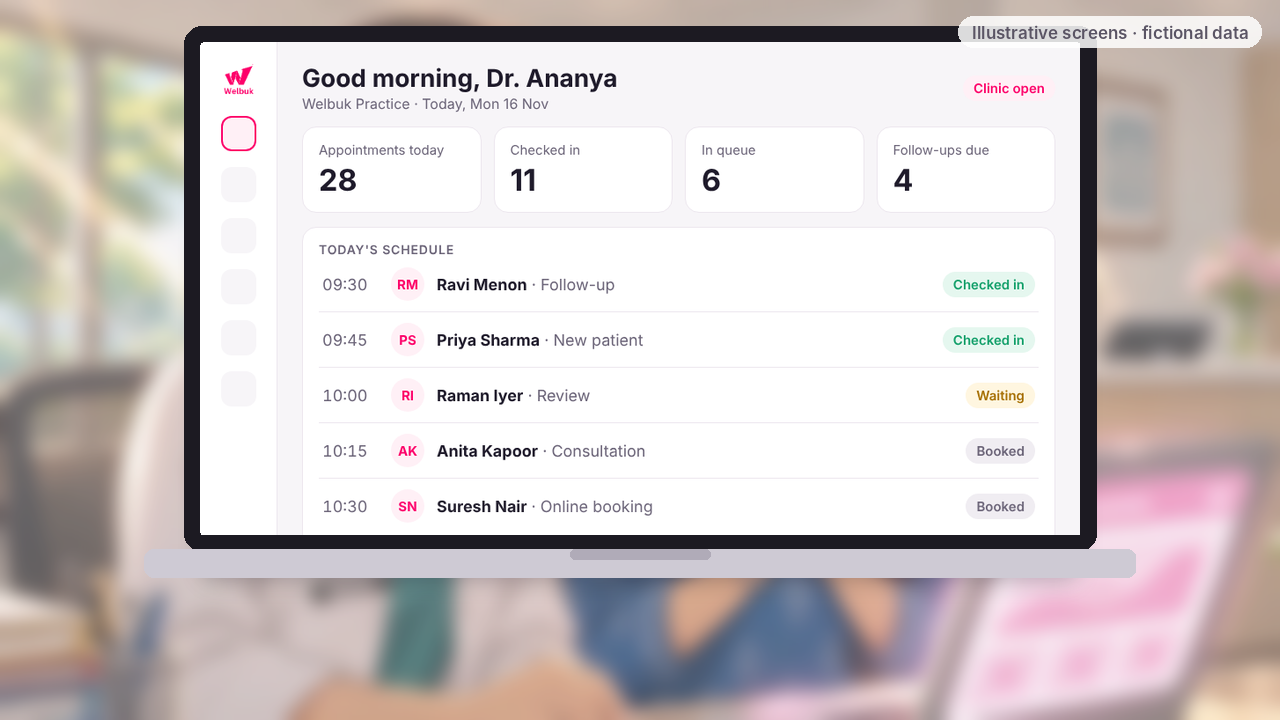 Illustrative screens · fictional data
Welbuk
Good morning, Dr. Ananya
Welbuk Practice · Today, Mon 16 Nov
Clinic open
Appointments today
28
Checked in
11
In queue
6
Follow-ups due
4
TODAY'S SCHEDULE
09:30 RM Ravi Menon · Follow-up Checked in
09:45 PS Priya Sharma · New patient Checked in
10:00 RI Raman Iyer · Review Waiting
10:15 AK Anita Kapoor · Consultation Booked
10:30 SN Suresh Nair · Online booking Booked